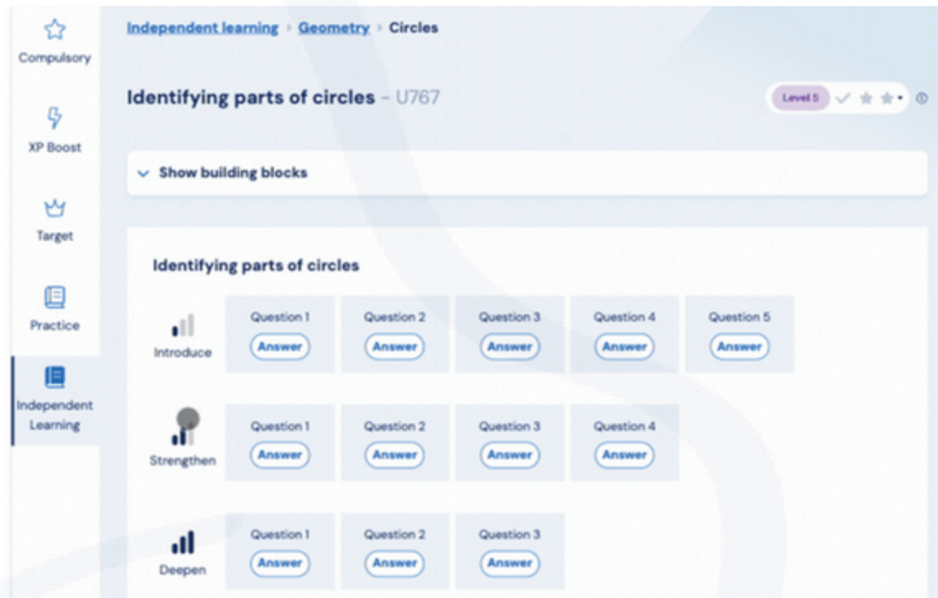 Compulsory
XP Boost
Target
Practice
Independent
Learning
Independent learning Geometry Circles
Identifying parts of circles - U767
Level 5
Show building blocks
Identifying parts of circles
Introduce
Question 1 Question 2 Question 3 Question 4 Question 5
Answer Answer Answer Answer Answer
Strengthen
Question 1 Question 2 Question 3 Question 4
Answer Answer Answer Answer
Deepen
Question 1 Question 2 Question 3
Answer Answer Answer